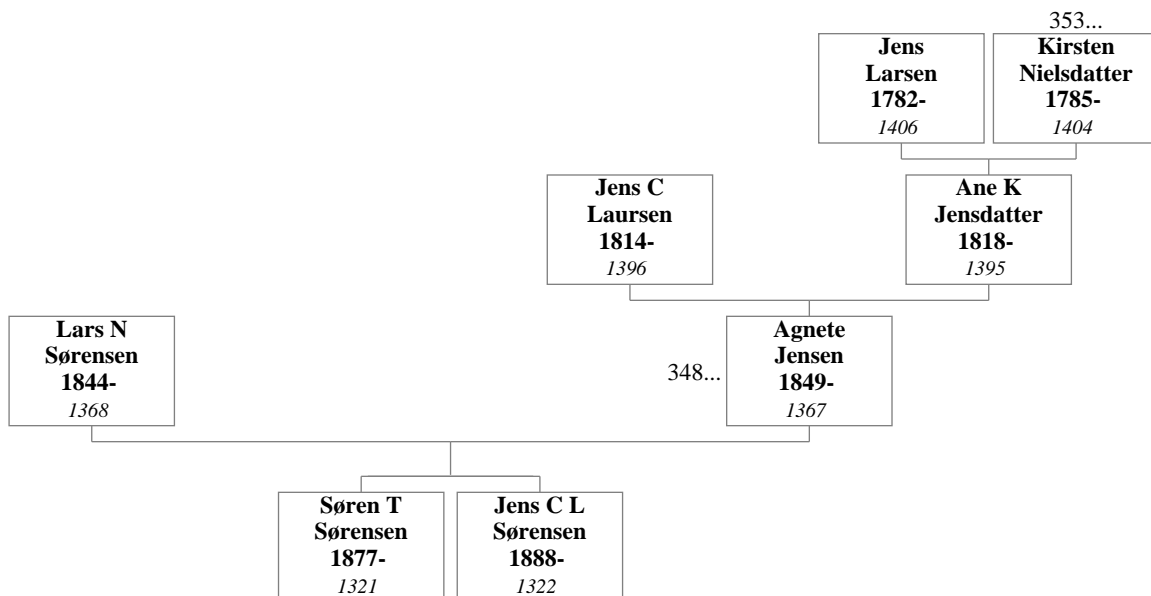 353...
Jens
Larsen
1782-
1406
Kirsten
Nielsdatter
1785-
1404
Jens C
Laursen
1814-
1396
Ane K
Jensdatter
1818-
1395
Lars N
Sørensen
1844-
1368
348...
Agnete
Jensen
1849-
1367
Søren T
Sørensen
1877-
1321
Jens C L
Sørensen
1888-
1322